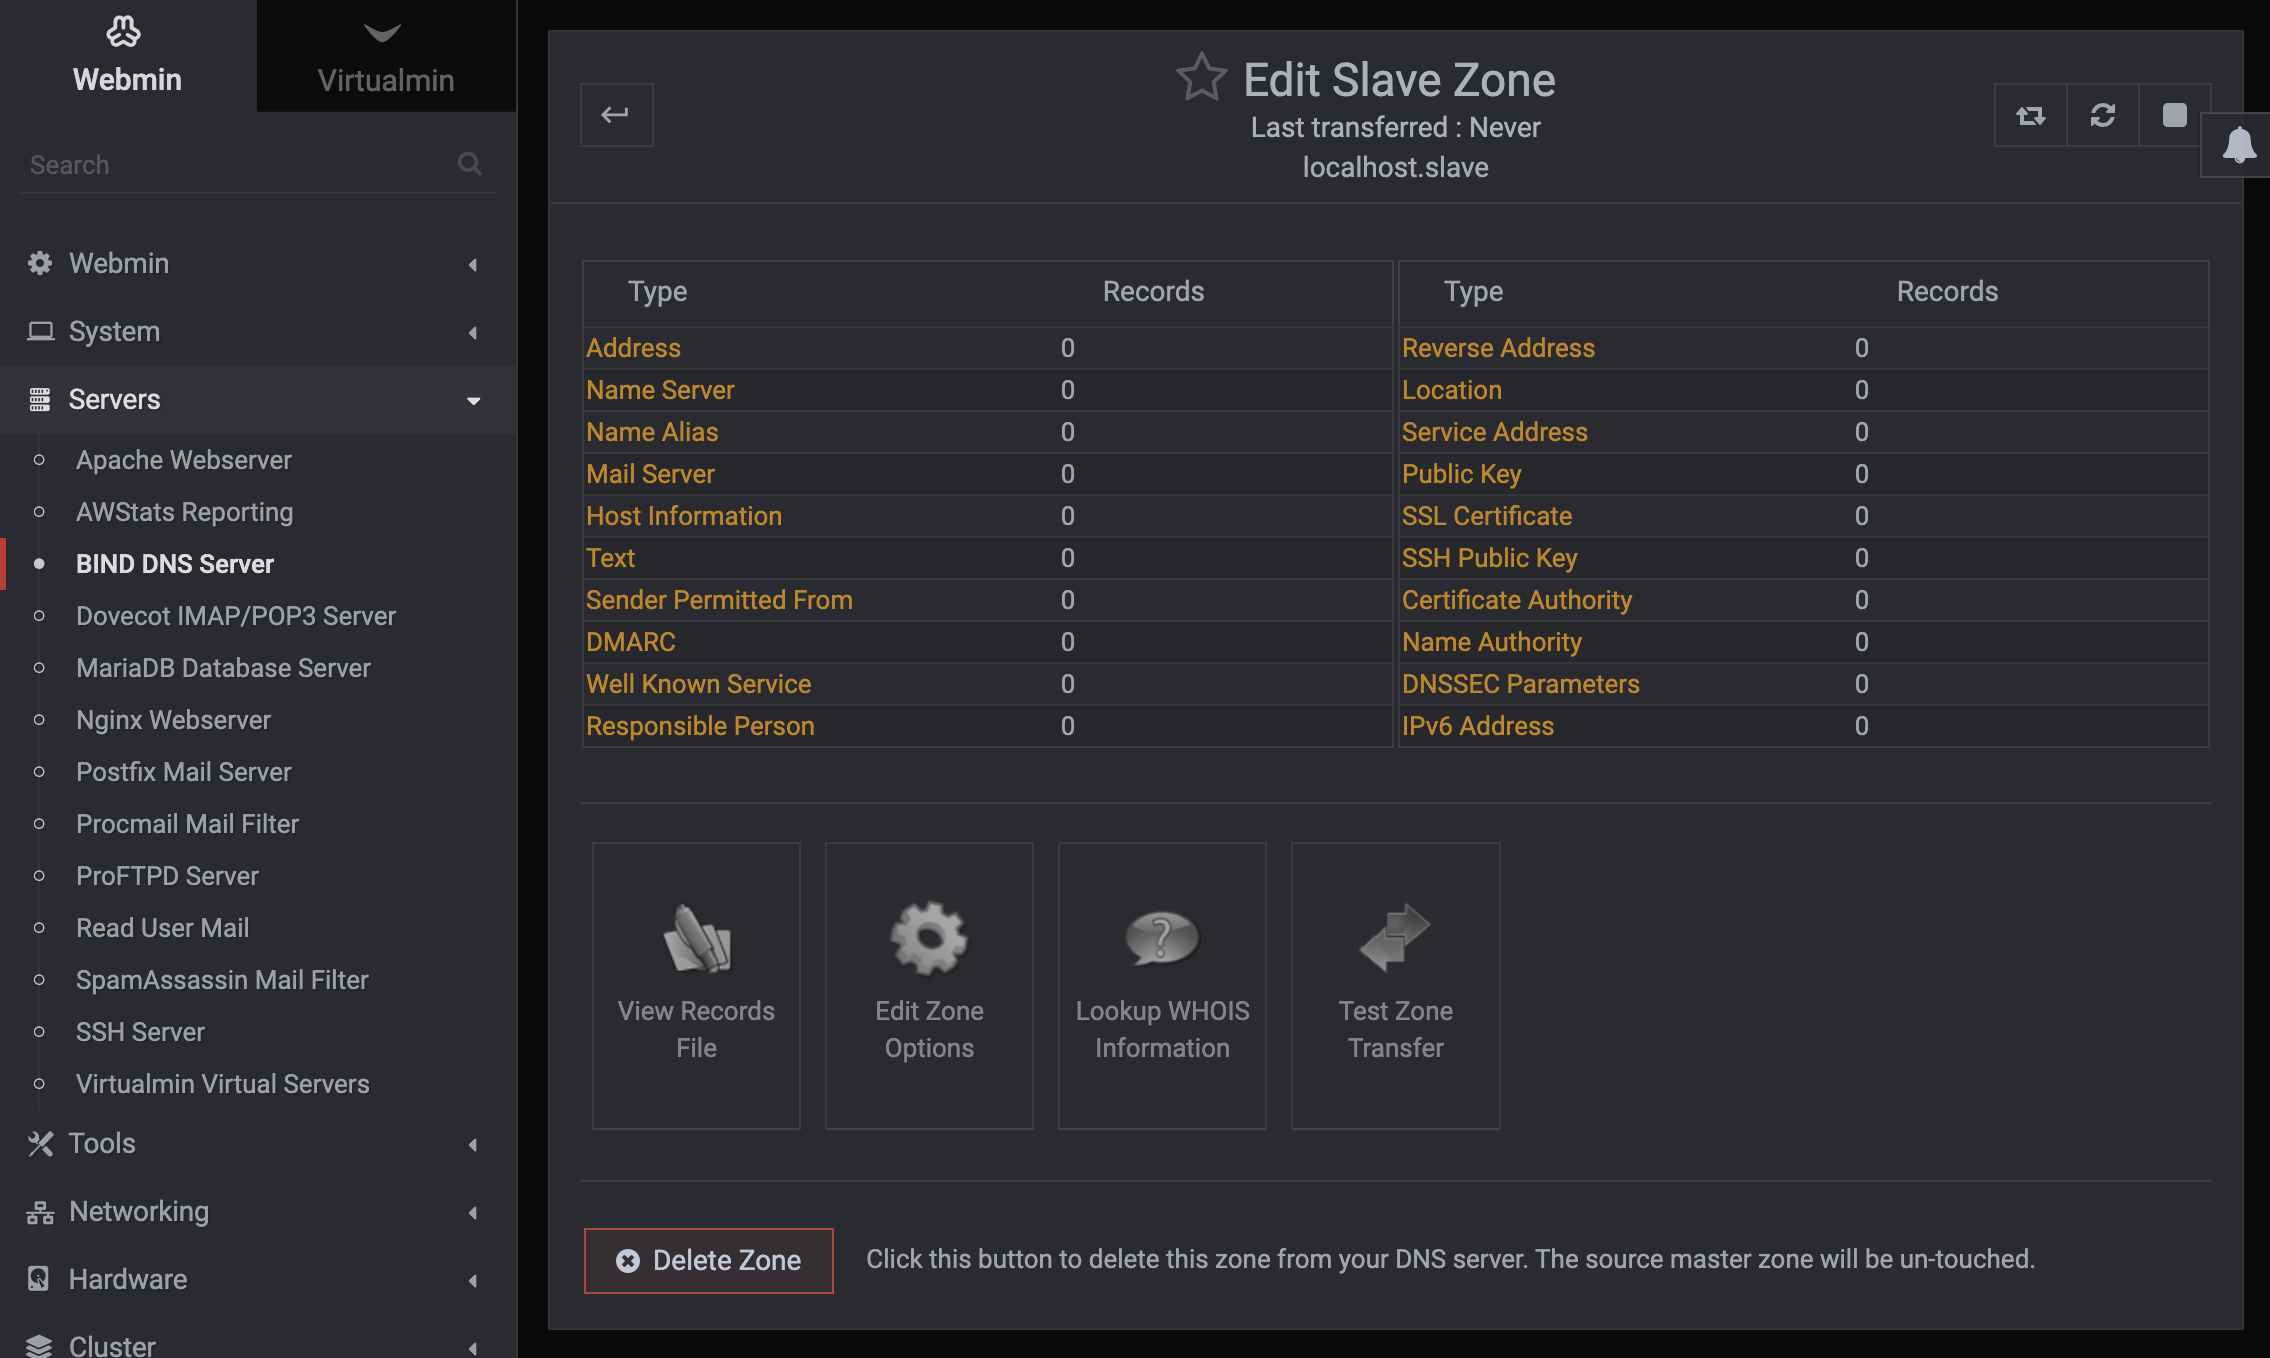 Webmin
Virtualmin
Search
Webmin
System
Servers
Apache Webserver
AWStats Reporting
BIND DNS Server
Dovecot IMAP/POP3 Server
MariaDB Database Server
Nginx Webserver
Postfix Mail Server
Procmail Mail Filter
ProFTPD Server
Read User Mail
SpamAssassin Mail Filter
SSH Server
Virtualmin Virtual Servers
Tools
Networking
Hardware
Cluster
Edit Slave Zone
Last transferred : Never
localhost.slave
Type Records Type Records
Address 0 Reverse Address 0
Name Server 0 Location 0
Name Alias 0 Service Address 0
Mail Server 0 Public Key 0
Host Information 0 SSL Certificate 0
Text 0 SSH Public Key 0
Sender Permitted From 0 Certificate Authority 0
DMARC 0 Name Authority 0
Well Known Service 0 DNSSEC Parameters 0
Responsible Person 0 IPv6 Address 0
View Records
File
Edit Zone
Options
Lookup WHOIS
Information
Test Zone
Transfer
Delete Zone
Click this button to delete this zone from your DNS server. The source master zone will be un-touched.